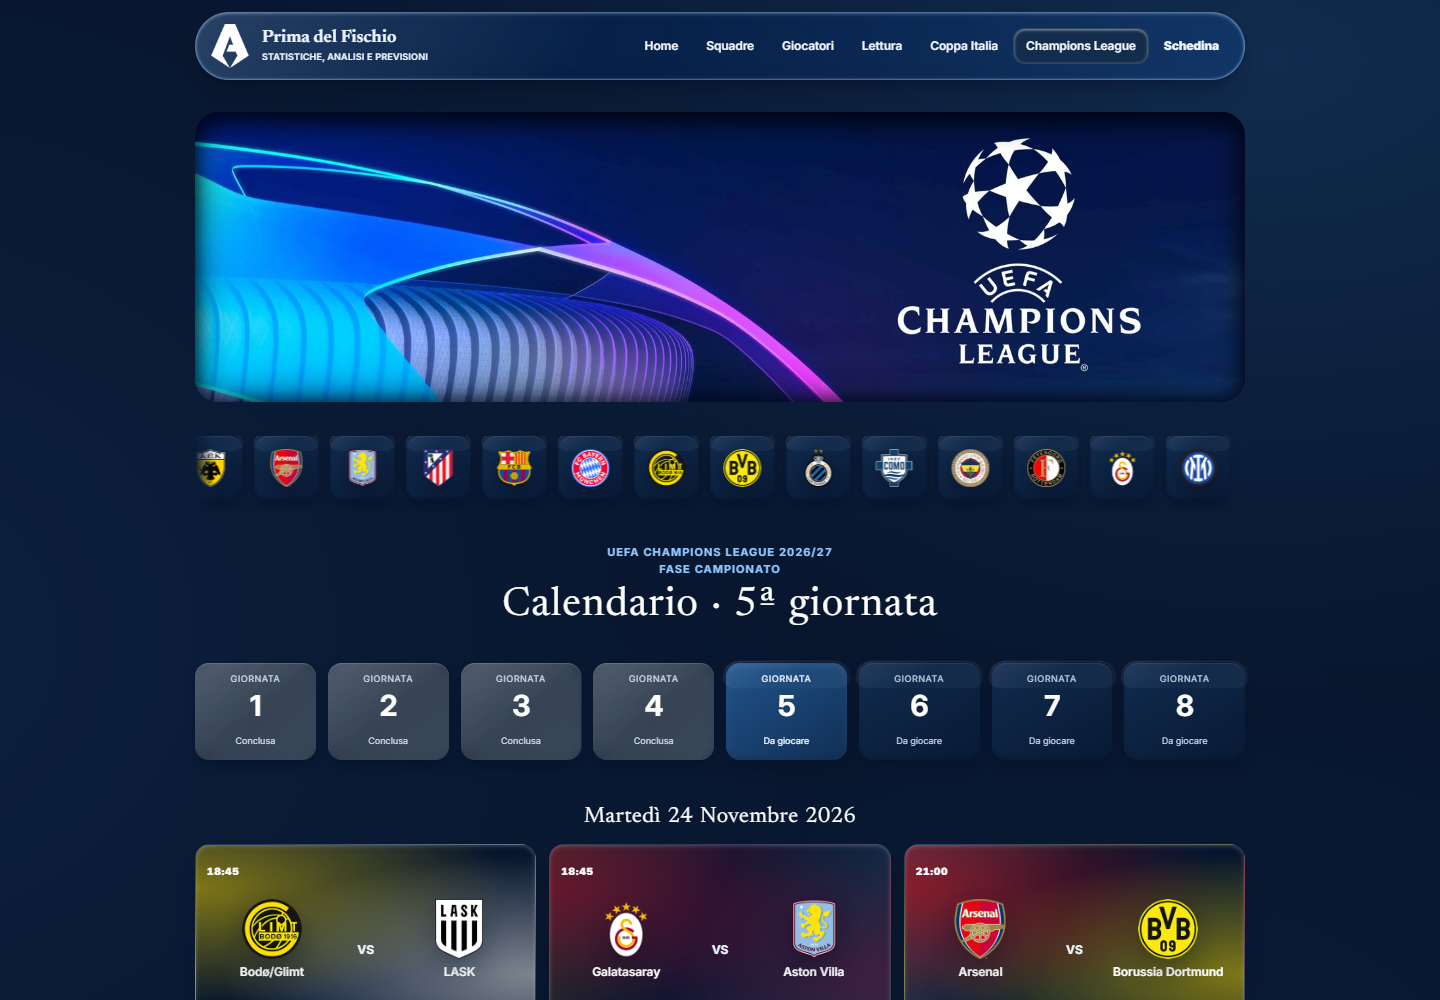 Prima del Fischio
STATISTICHE, ANALISI E PREVISIONI
Home
Squadre
Giocatori
Lettura
Coppa Italia
Champions League
Schedina
UEFA
CHAMPIONS
LEAGUE®
UEFA CHAMPIONS LEAGUE 2026/27
FASE CAMPIONATO
Calendario · 5ª giornata
GIORNATA
1
Conclusa
GIORNATA
2
Conclusa
GIORNATA
3
Conclusa
GIORNATA
4
Conclusa
GIORNATA
5
Da giocare
GIORNATA
6
Da giocare
GIORNATA
7
Da giocare
GIORNATA
8
Da giocare
Martedì 24 Novembre 2026
18:45
LASK
VS
Bodø/Glimt
LASK
18:45
VS
Galatasaray
Aston Villa
21:00
Arsenal
BVB
09
VS
Arsenal
Borussia Dortmund